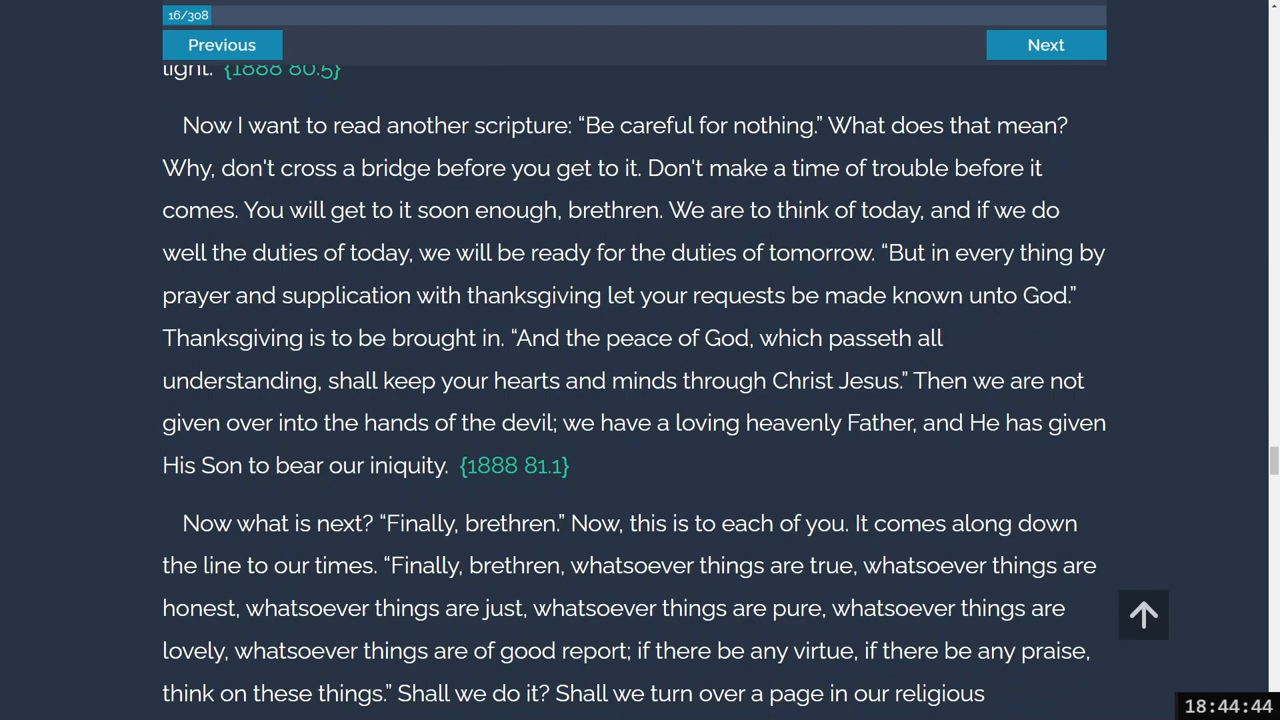 16/308
Previous
Next
light. {1888 80.5}
Now I want to read another scripture: “Be careful for nothing.” What does that mean?
Why, don't cross a bridge before you get to it. Don't make a time of trouble before it
comes. You will get to it soon enough, brethren. We are to think of today, and if we do
well the duties of today, we will be ready for the duties of tomorrow. “But in every thing by
prayer and supplication with thanksgiving let your requests be made known unto God.”
Thanksgiving is to be brought in. “And the peace of God, which passeth all
understanding, shall keep your hearts and minds through Christ Jesus.” Then we are not
given over into the hands of the devil; we have a loving heavenly Father, and He has given
His Son to bear our iniquity. {1888 81.1}
Now what is next? “Finally, brethren.” Now, this is to each of you. It comes along down
the line to our times. “Finally, brethren, whatsoever things are true, whatsoever things are
honest, whatsoever things are just, whatsoever things are pure, whatsoever things are
lovely, whatsoever things are of good report; if there be any virtue, if there be any praise,
think on these things.” Shall we do it? Shall we turn over a page in our religious
18:44:44